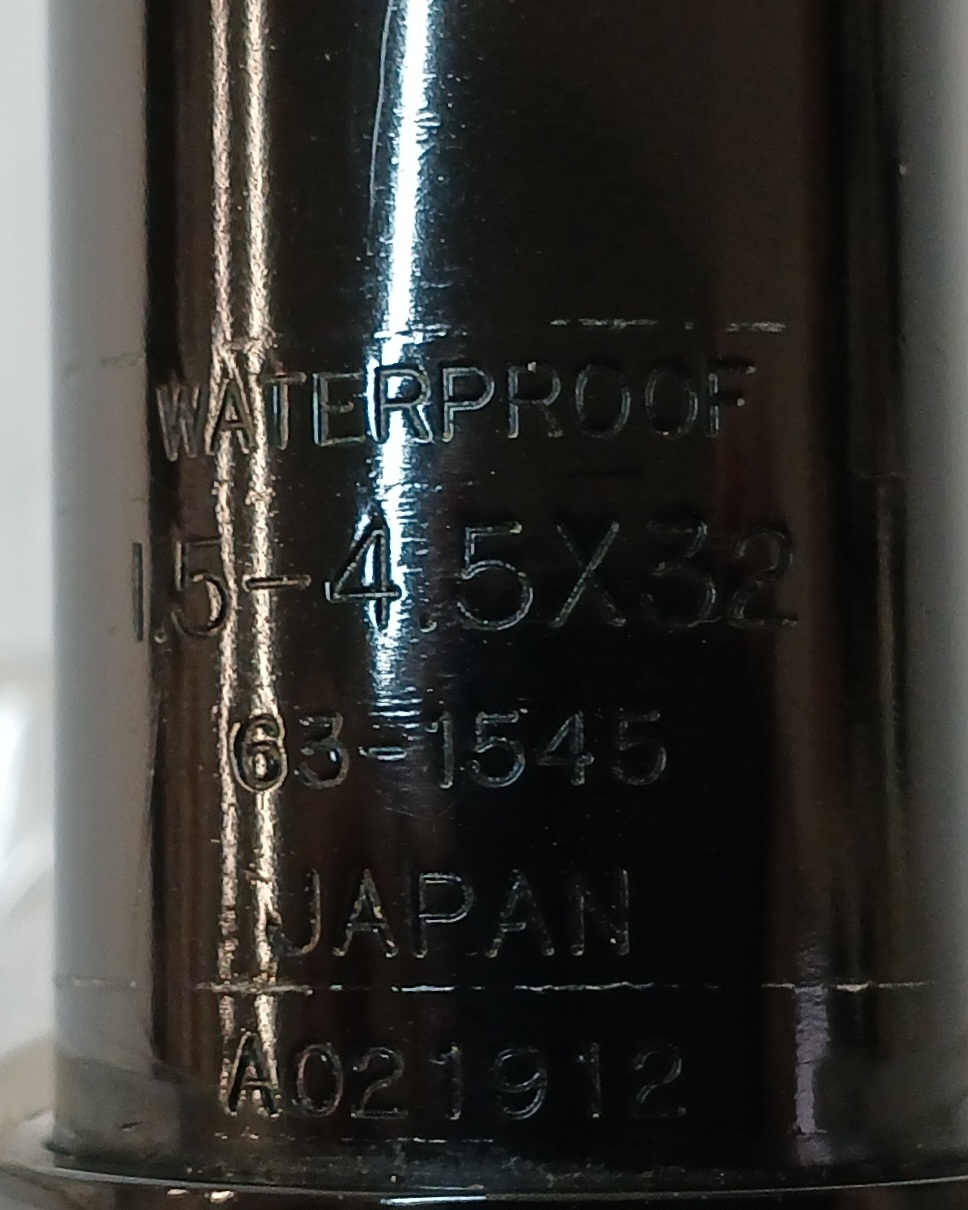 WATERPROOF
1.5-4.5X32
63-1545
JAPAN
A021912